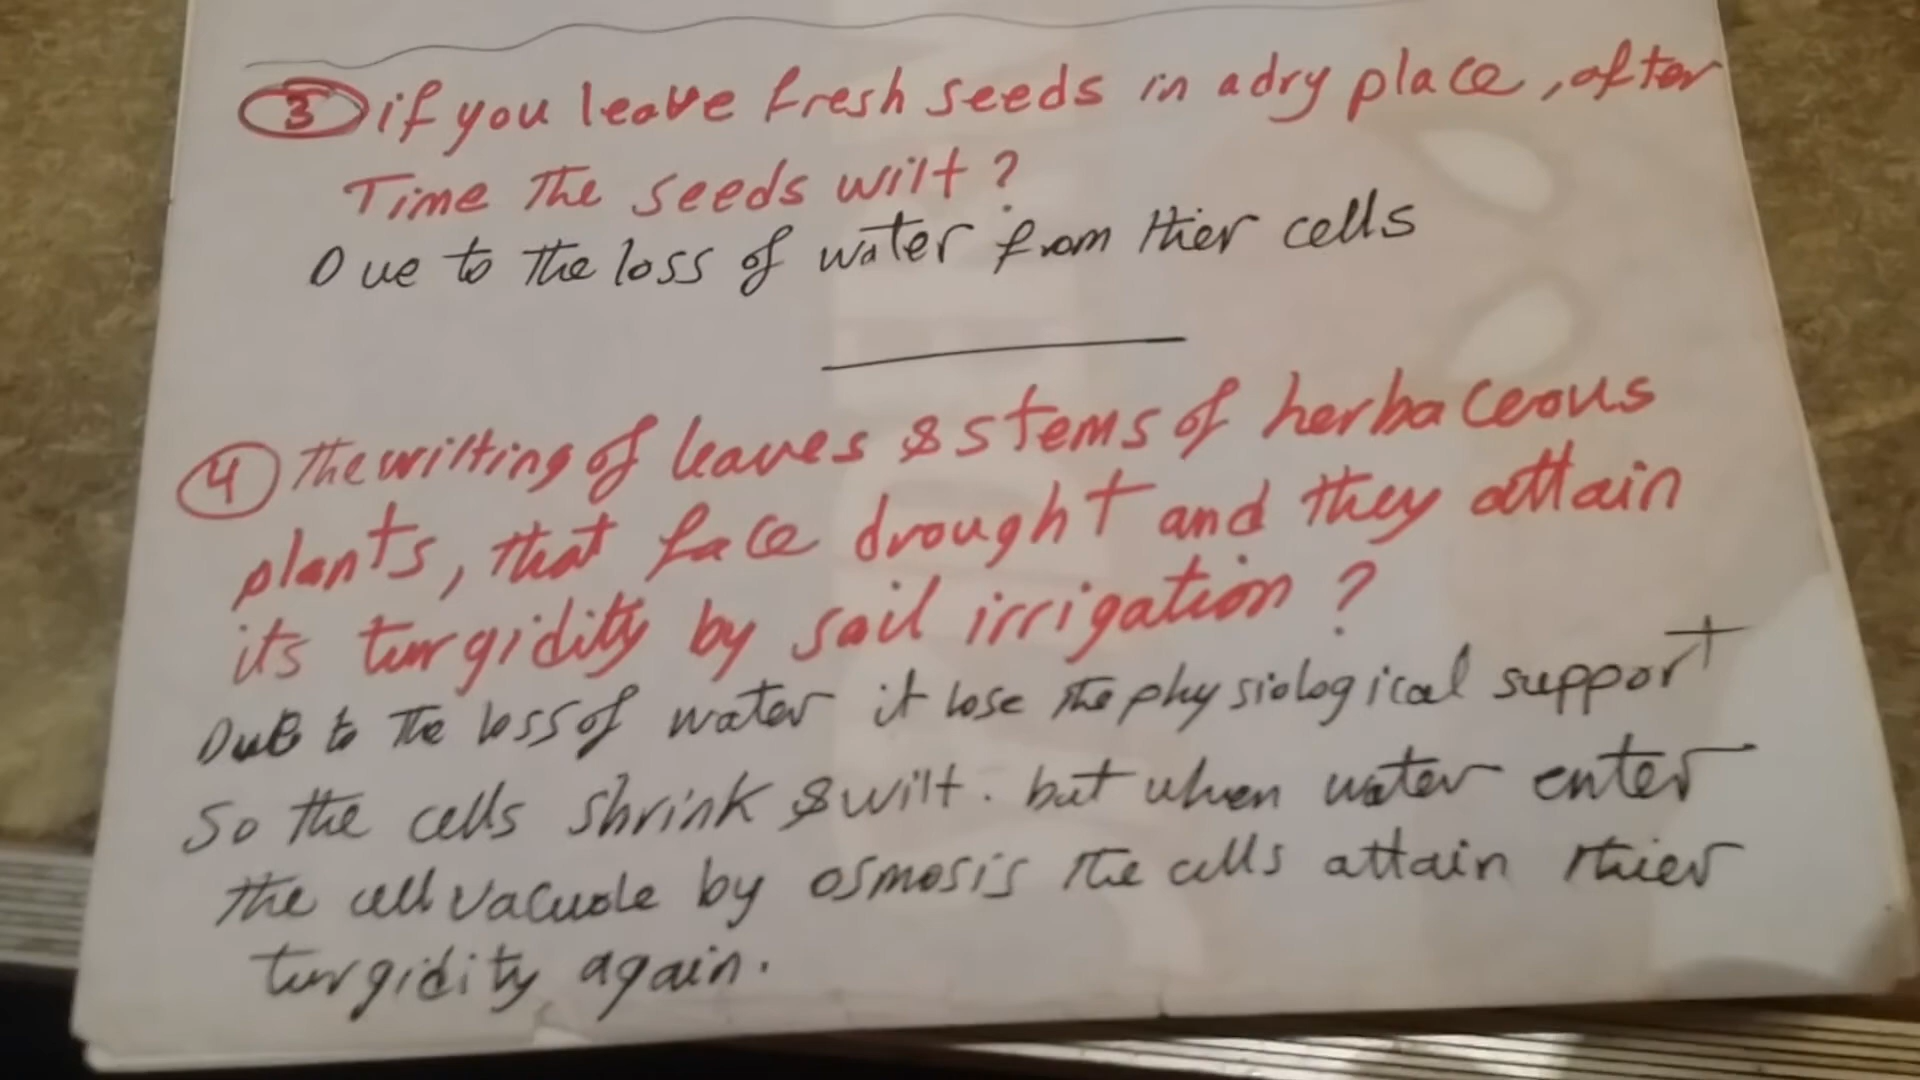 3 if you leave fresh seeds in a dry place, after
Time the seeds wilt?
Due to the loss of water from thier cells
4 The wilting of leaves & stems of herbaceous
plants, that face drought and they attain
its turgidity by soil irrigation?
Due to the loss of water it lose the physiological support
So the cells shrink & wilt. but when water enter
the cell vacuole by osmosis the cells attain thier
turgidity again.